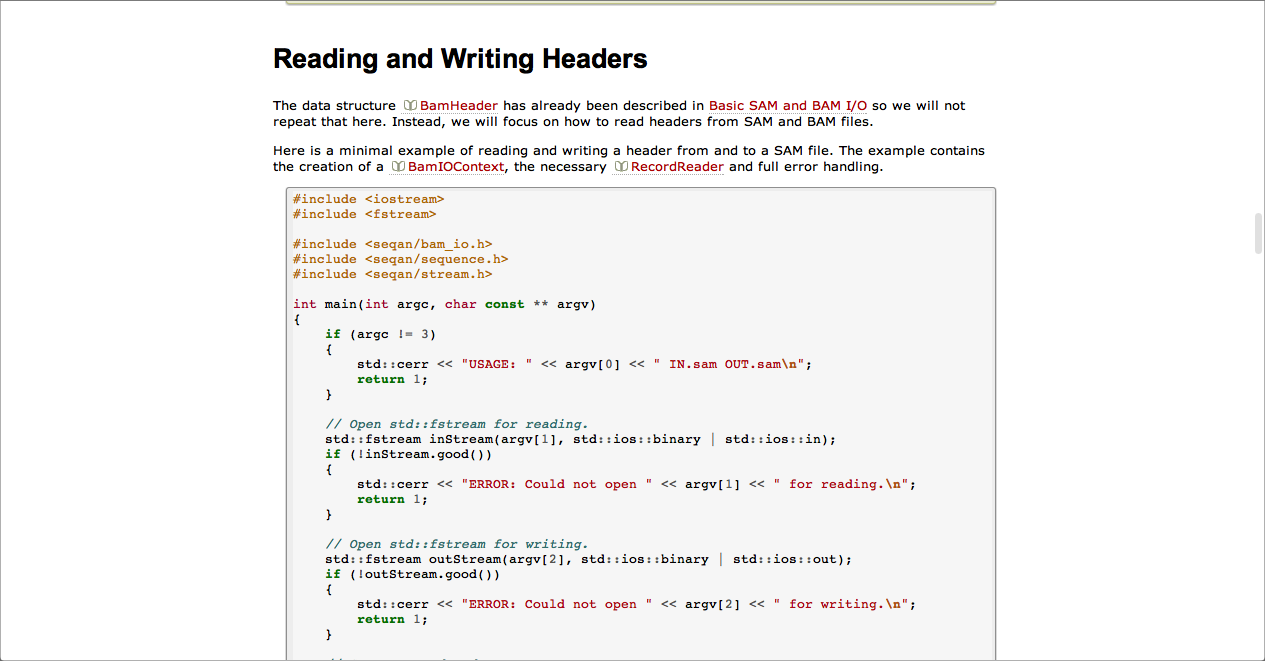 Reading and Writing Headers
The data structure BamHeader has already been described in Basic SAM and BAM I/O so we will not
repeat that here. Instead, we will focus on how to read headers from SAM and BAM files.
Here is a minimal example of reading and writing a header from and to a SAM file. The example contains
the creation of a BamIOContext, the necessary RecordReader and full error handling.
#include <iostream>
#include <fstream>
#include <seqan/bam_io.h>
#include <seqan/sequence.h>
#include <seqan/stream.h>
int main(int argc, char const ** argv)
{
    if (argc != 3)
    {
        std::cerr << "USAGE: " << argv[0] << " IN.sam OUT.sam\n";
        return 1;
    }
    // Open std::fstream for reading.
    std::fstream inStream(argv[1], std::ios::binary | std::ios::in);
    if (!inStream.good())
    {
        std::cerr << "ERROR: Could not open " << argv[1] << " for reading.\n";
        return 1;
    }
    // Open std::fstream for writing.
    std::fstream outStream(argv[2], std::ios::binary | std::ios::out);
    if (!outStream.good())
    {
        std::cerr << "ERROR: Could not open " << argv[2] << " for writing.\n";
        return 1;
    }